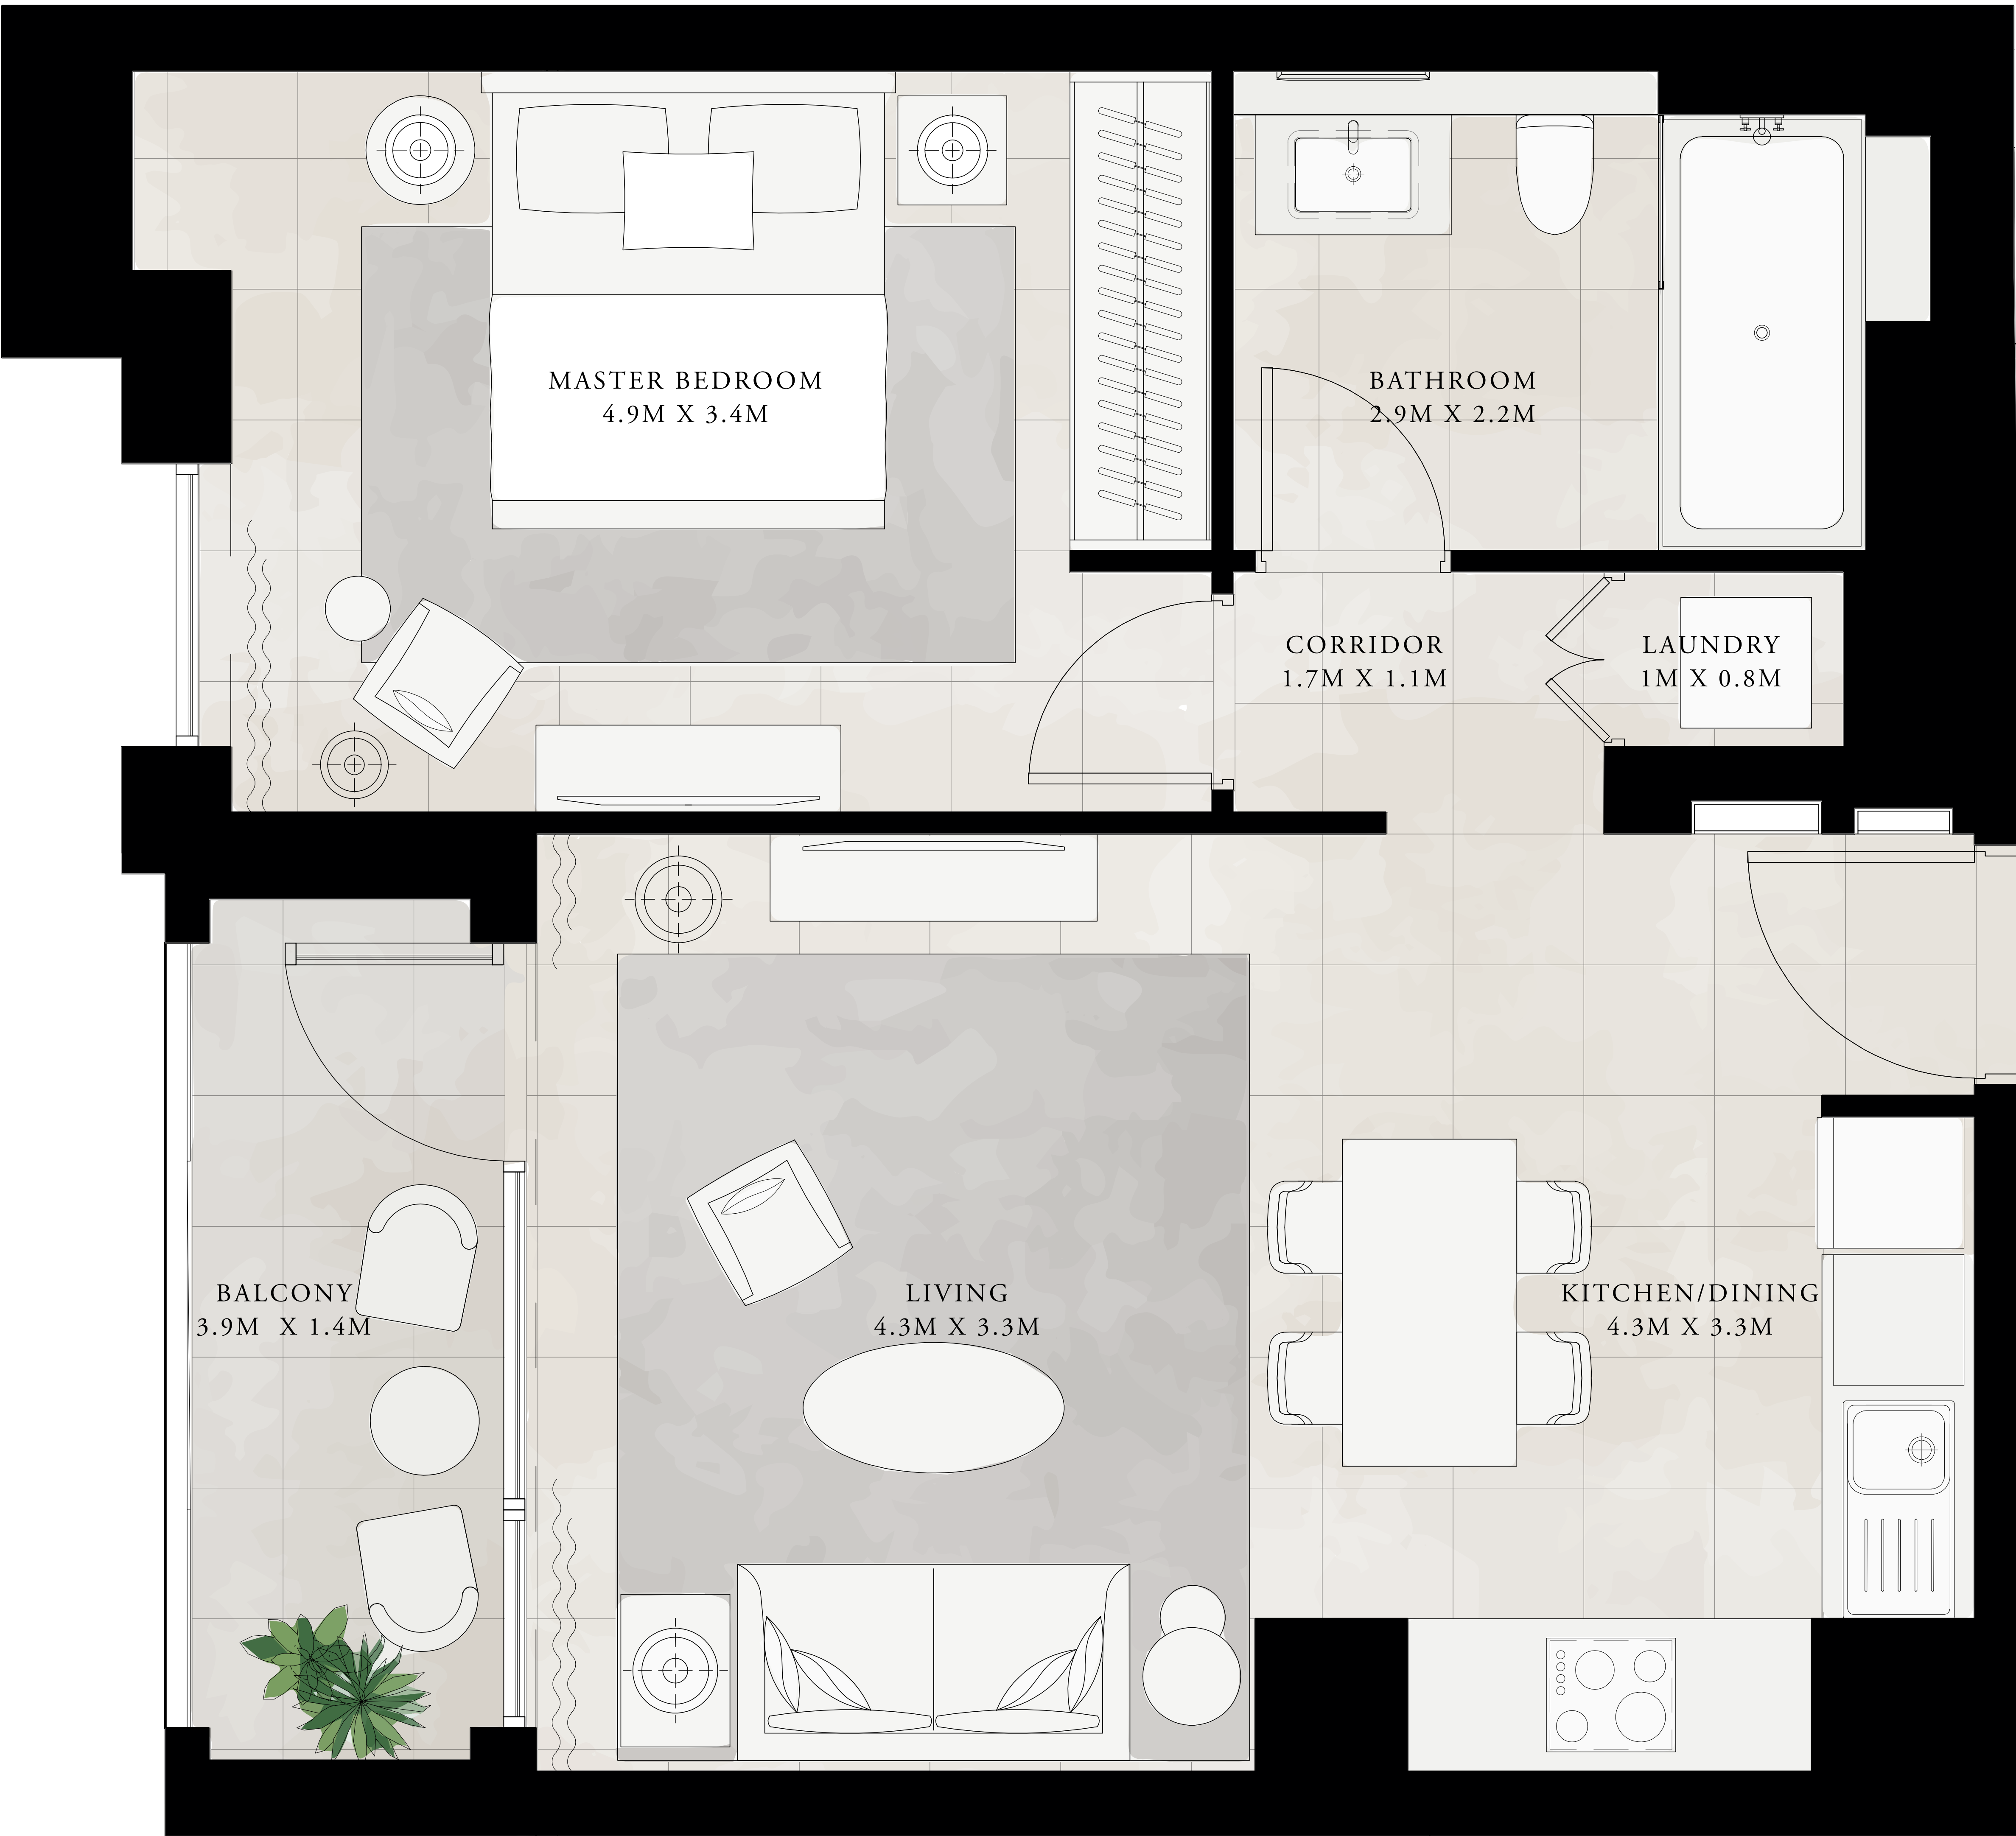 MASTER BEDROOM
4.9M X 3.4M
BATHROOM
2.9M X 2.2M
CORRIDOR
1.7M X 1.1M
LAUNDRY
1M X 0.8M
BALCONY
3.9M X 1.4M
LIVING
4.3M X 3.3M
KITCHEN/DINING
4.3M X 3.3M